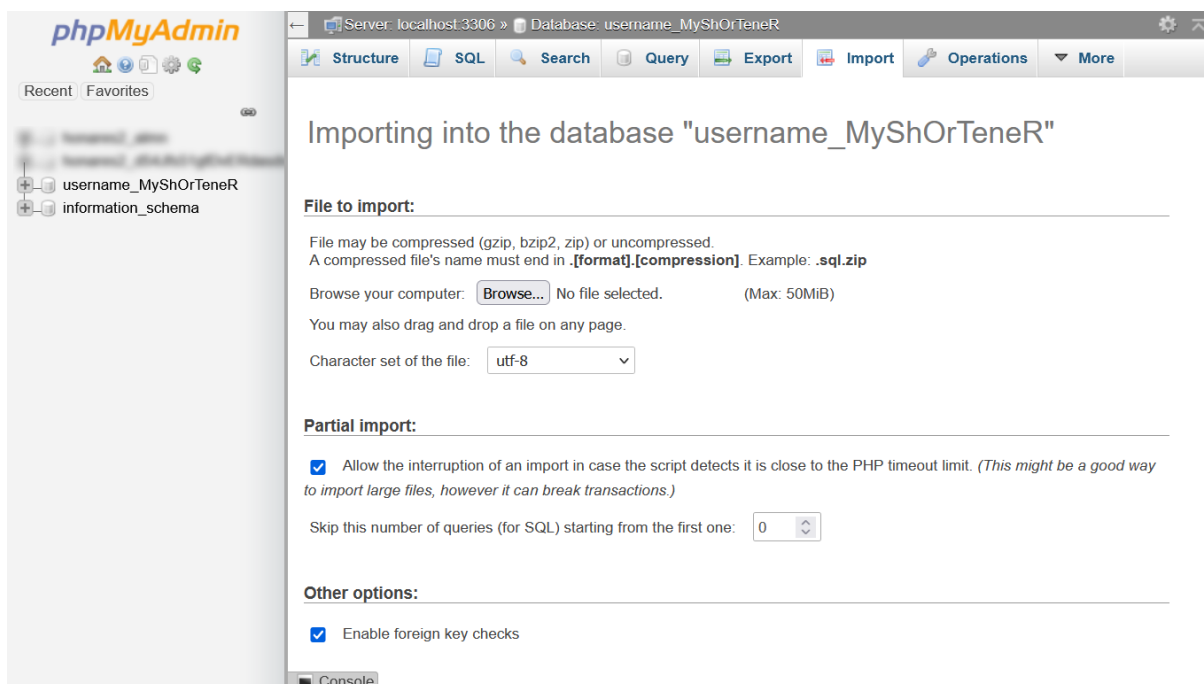 phpMyAdmin
Recent Favorites
username_MyShOrTeneR
information_schema
Server: localhost:3306 » Database: username_MyShOrTeneR
Structure SQL Search Query Export Import Operations More
Importing into the database "username_MyShOrTeneR"
File to import:
File may be compressed (gzip, bzip2, zip) or uncompressed.
A compressed file's name must end in .[format].[compression]. Example: .sql.zip
Browse your computer: Browse... No file selected. (Max: 50MiB)
You may also drag and drop a file on any page.
Character set of the file: utf-8
Partial import:
Allow the interruption of an import in case the script detects it is close to the PHP timeout limit. (This might be a good way
to import large files, however it can break transactions.)
Skip this number of queries (for SQL) starting from the first one: 0
Other options:
Enable foreign key checks
Console